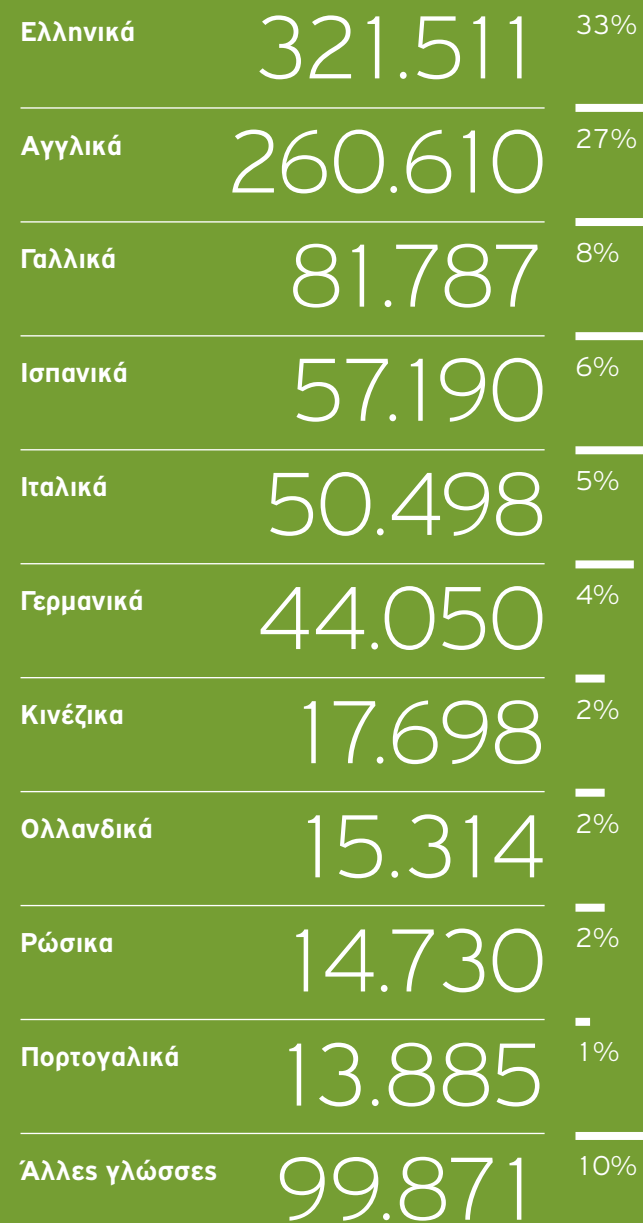 Ελληνικά 321.511 33%
Αγγλικά 260.610 27%
Γαλλικά 81.787 8%
Ισπανικά 57.190 6%
Ιταλικά 50.498 5%
Γερμανικά 44.050 4%
Κινέζικα 17.698 2%
Ολλανδικά 15.314 2%
Ρώσικα 14.730 2%
Πορτογαλικά 13.885 1%
Άλλες γλώσσες 99.871 10%